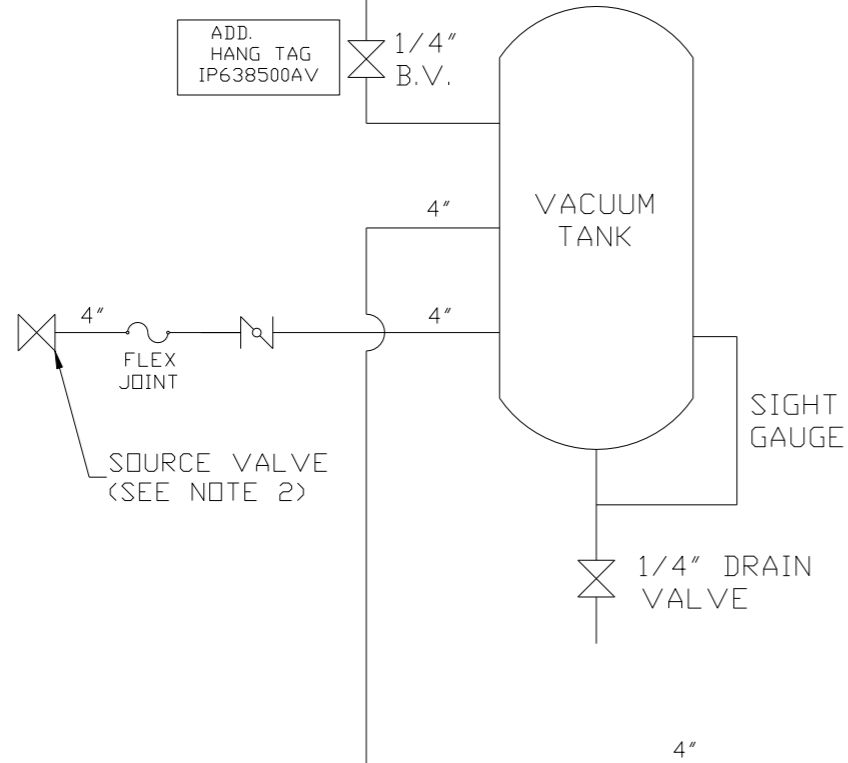 ADD.
HANG TAG
IP638500AV
1/4"
B.V.
4"
VACUUM
TANK
4"
4"
FLEX
JOINT
SIGHT
GAUGE
SOURCE VALVE
(SEE NOTE 2)
1/4" DRAIN
VALVE
4"